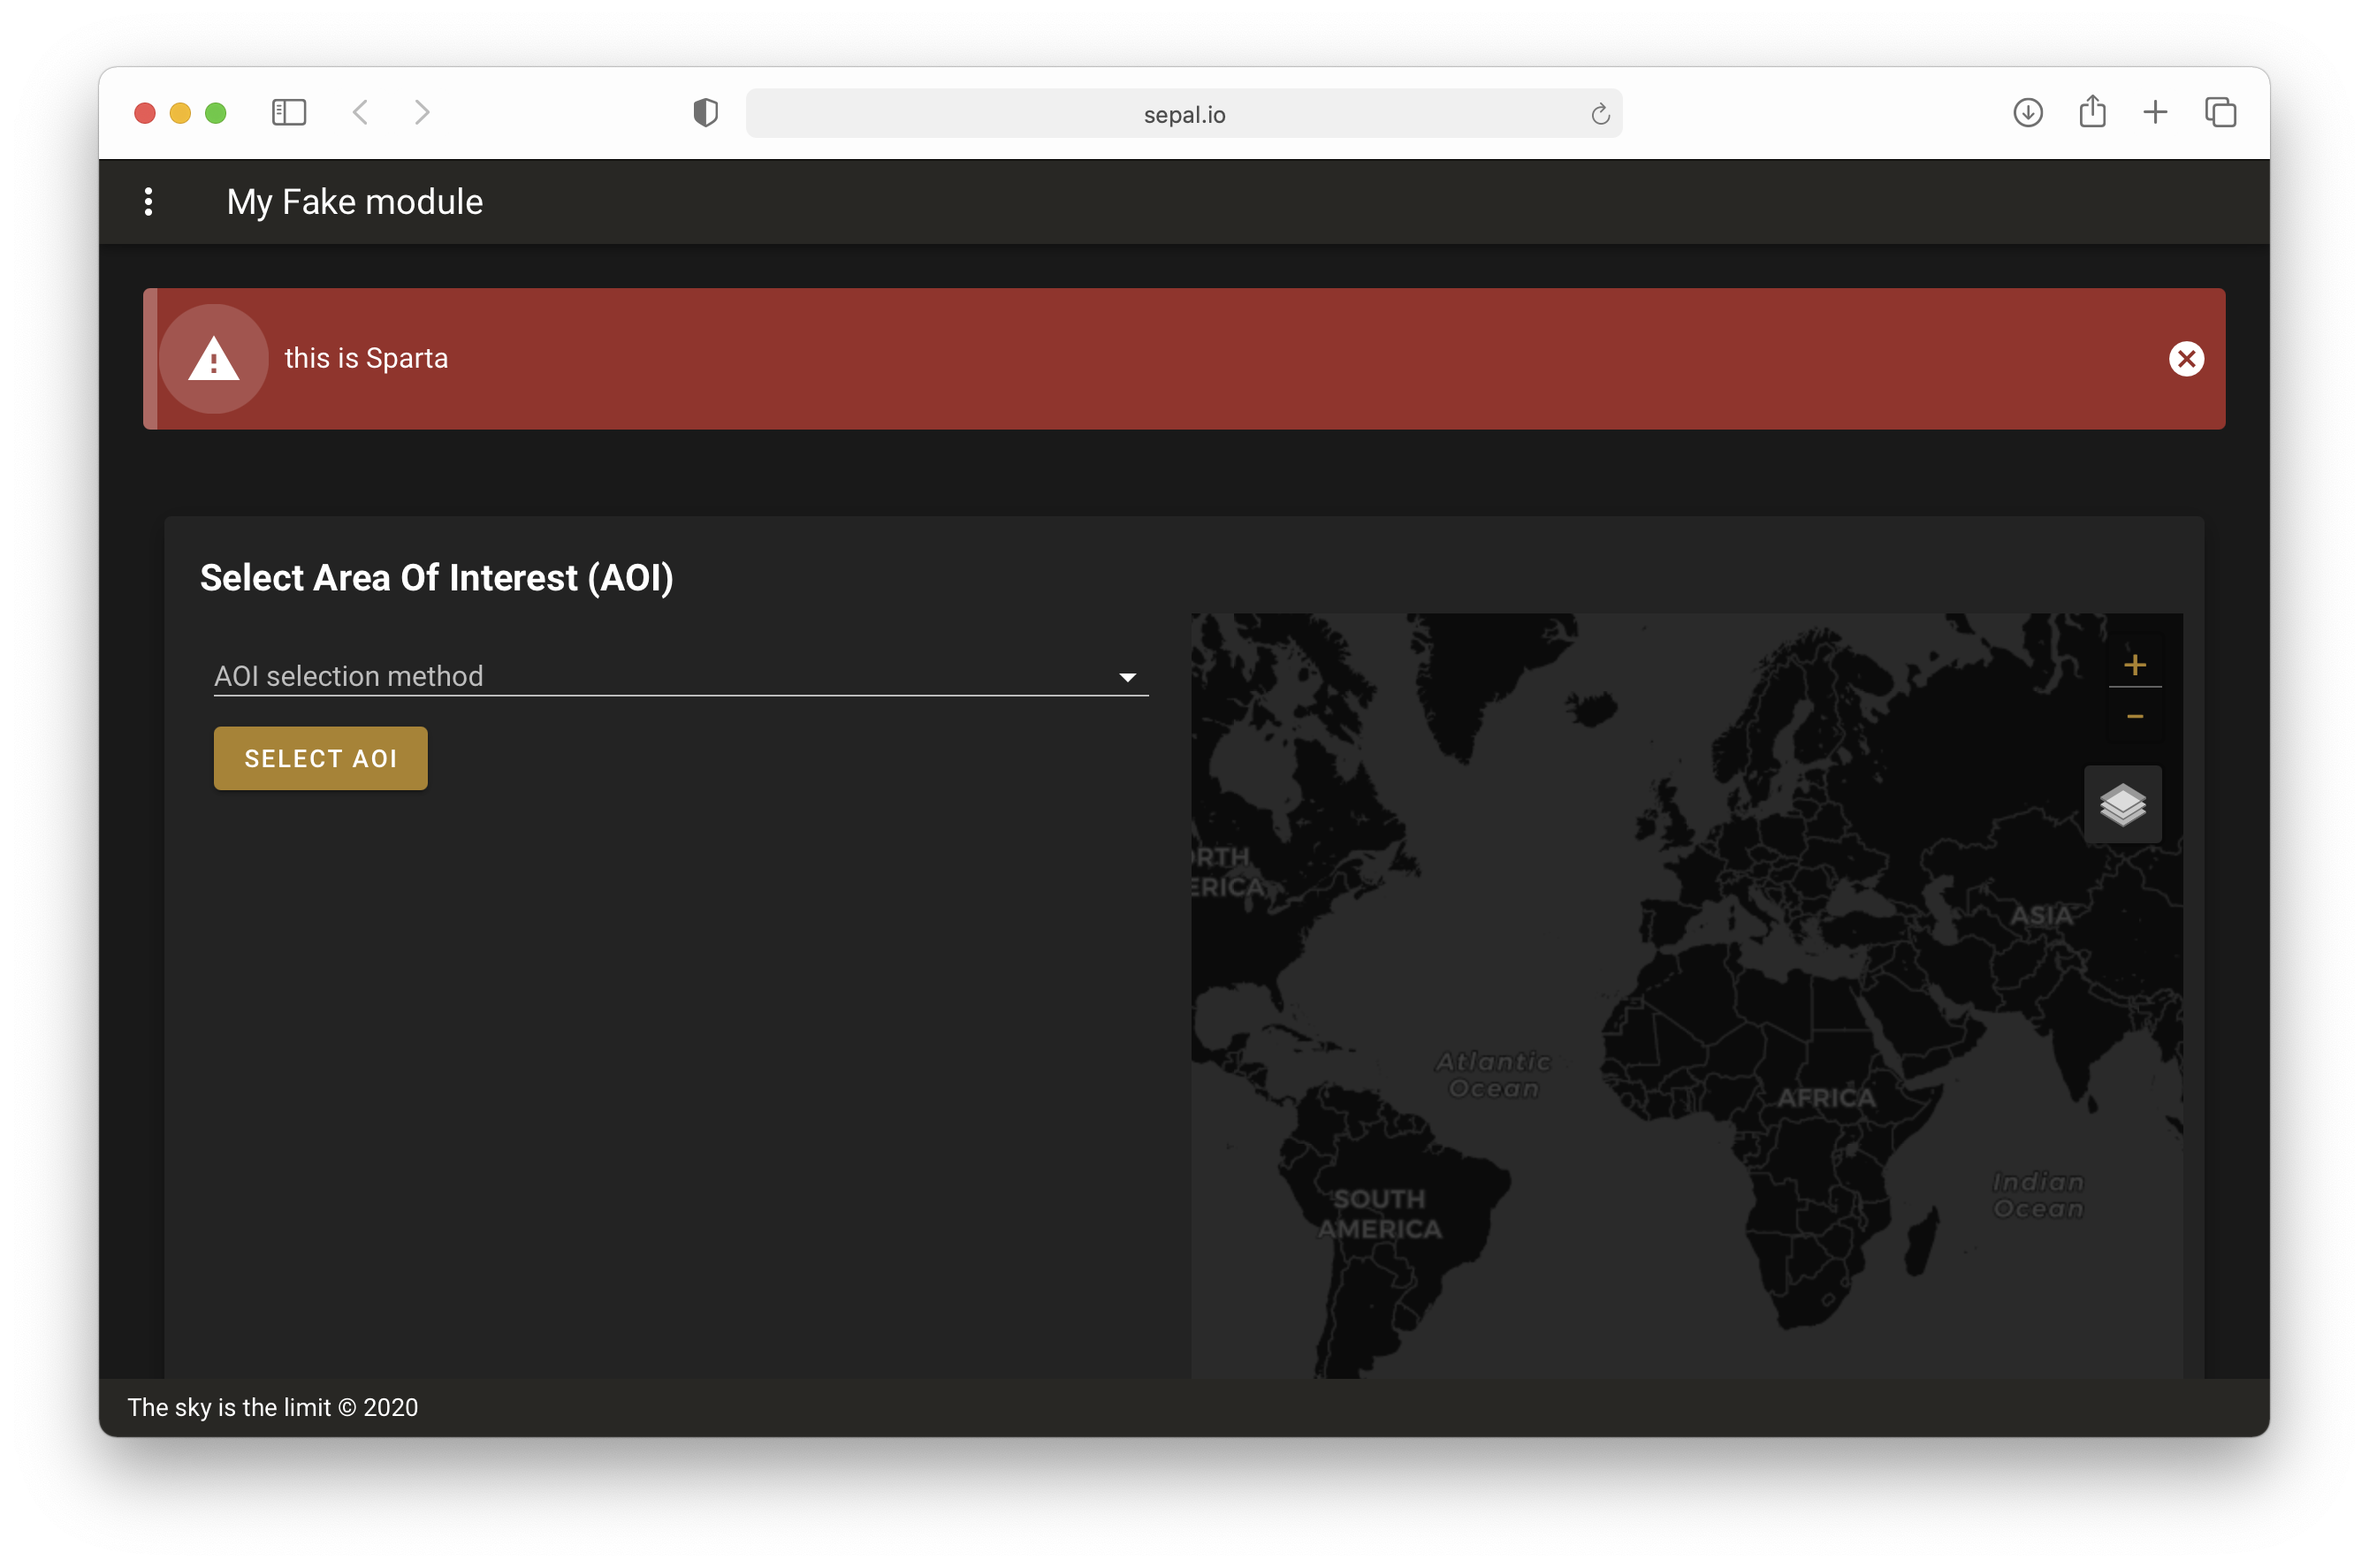 sepal.io
My Fake module
this is Sparta
Select Area Of Interest (AOI)
AOI selection method
SELECT AOI
+
−
ORTH
ERICA
ASIA
Atlantic
Ocean
AFRICA
Indian
Ocean
SOUTH
AMERICA
The sky is the limit © 2020